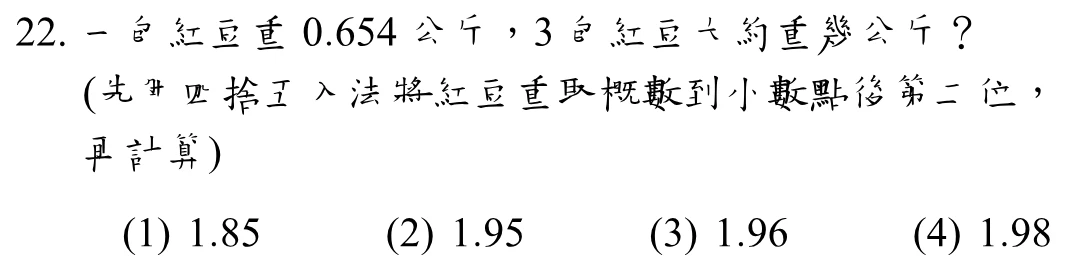 22. 一包紅豆重 0.654 公斤，3 包紅豆大約重幾公斤？
(先用四捨五入法將紅豆重取概數到小數點後第二位，
再計算)
(1) 1.85 (2) 1.95 (3) 1.96 (4) 1.98